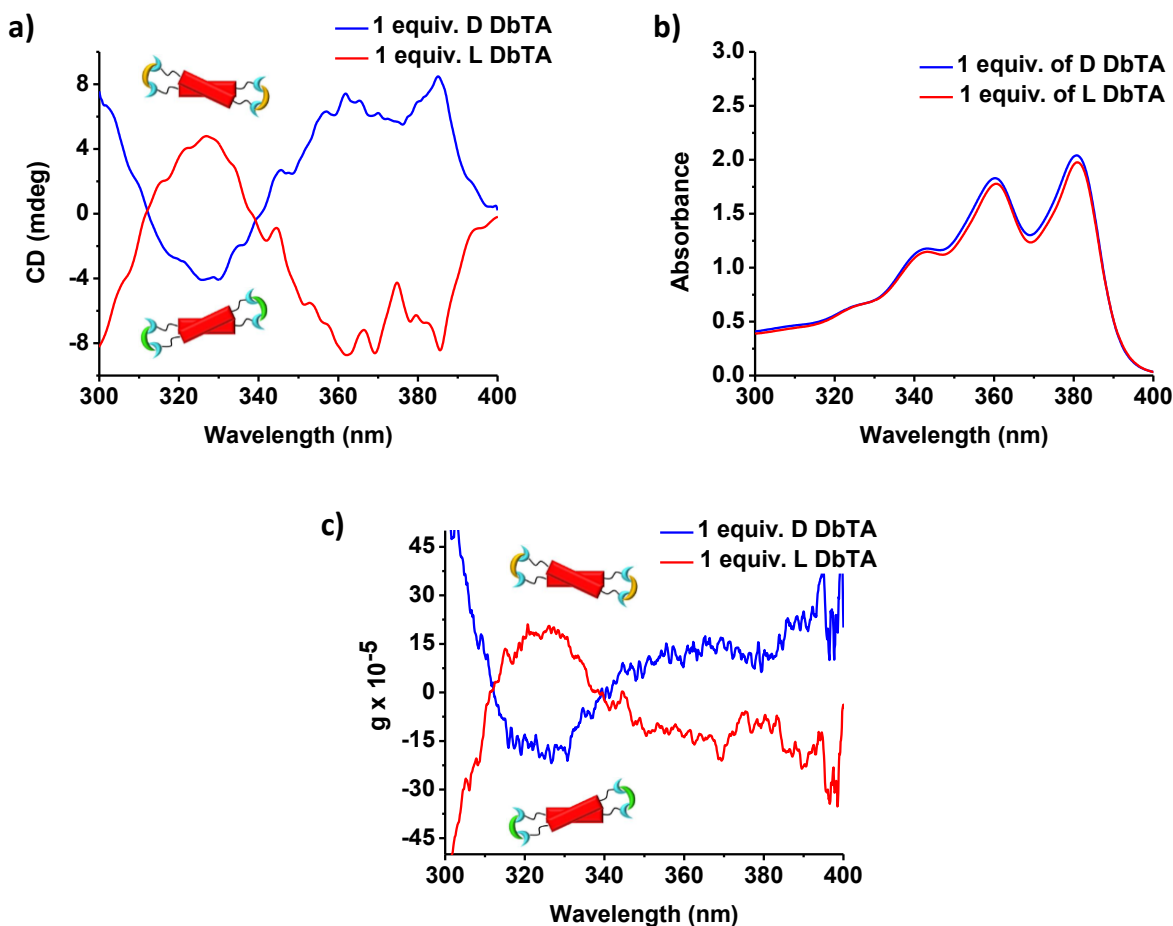 a)
1 equiv. D DbTA
1 equiv. L DbTA
8
4
0
-4
-8
CD (mdeg)
300 320 340 360 380 400
Wavelength (nm)
b)
1 equiv. of D DbTA
1 equiv. of L DbTA
3.0
2.5
2.0
1.5
1.0
0.5
0.0
Absorbance
300 320 340 360 380 400
Wavelength (nm)
c)
1 equiv. D DbTA
1 equiv. L DbTA
45
30
15
0
-15
-30
-45
g x 10-5
300 320 340 360 380 400
Wavelength (nm)